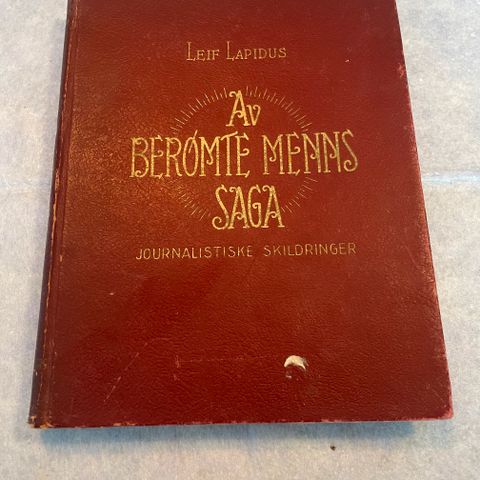 LEIF LAPIDUS
AV
BERØMTE MENNS
SAGA
JOURNALISTISKE SKILDRINGER